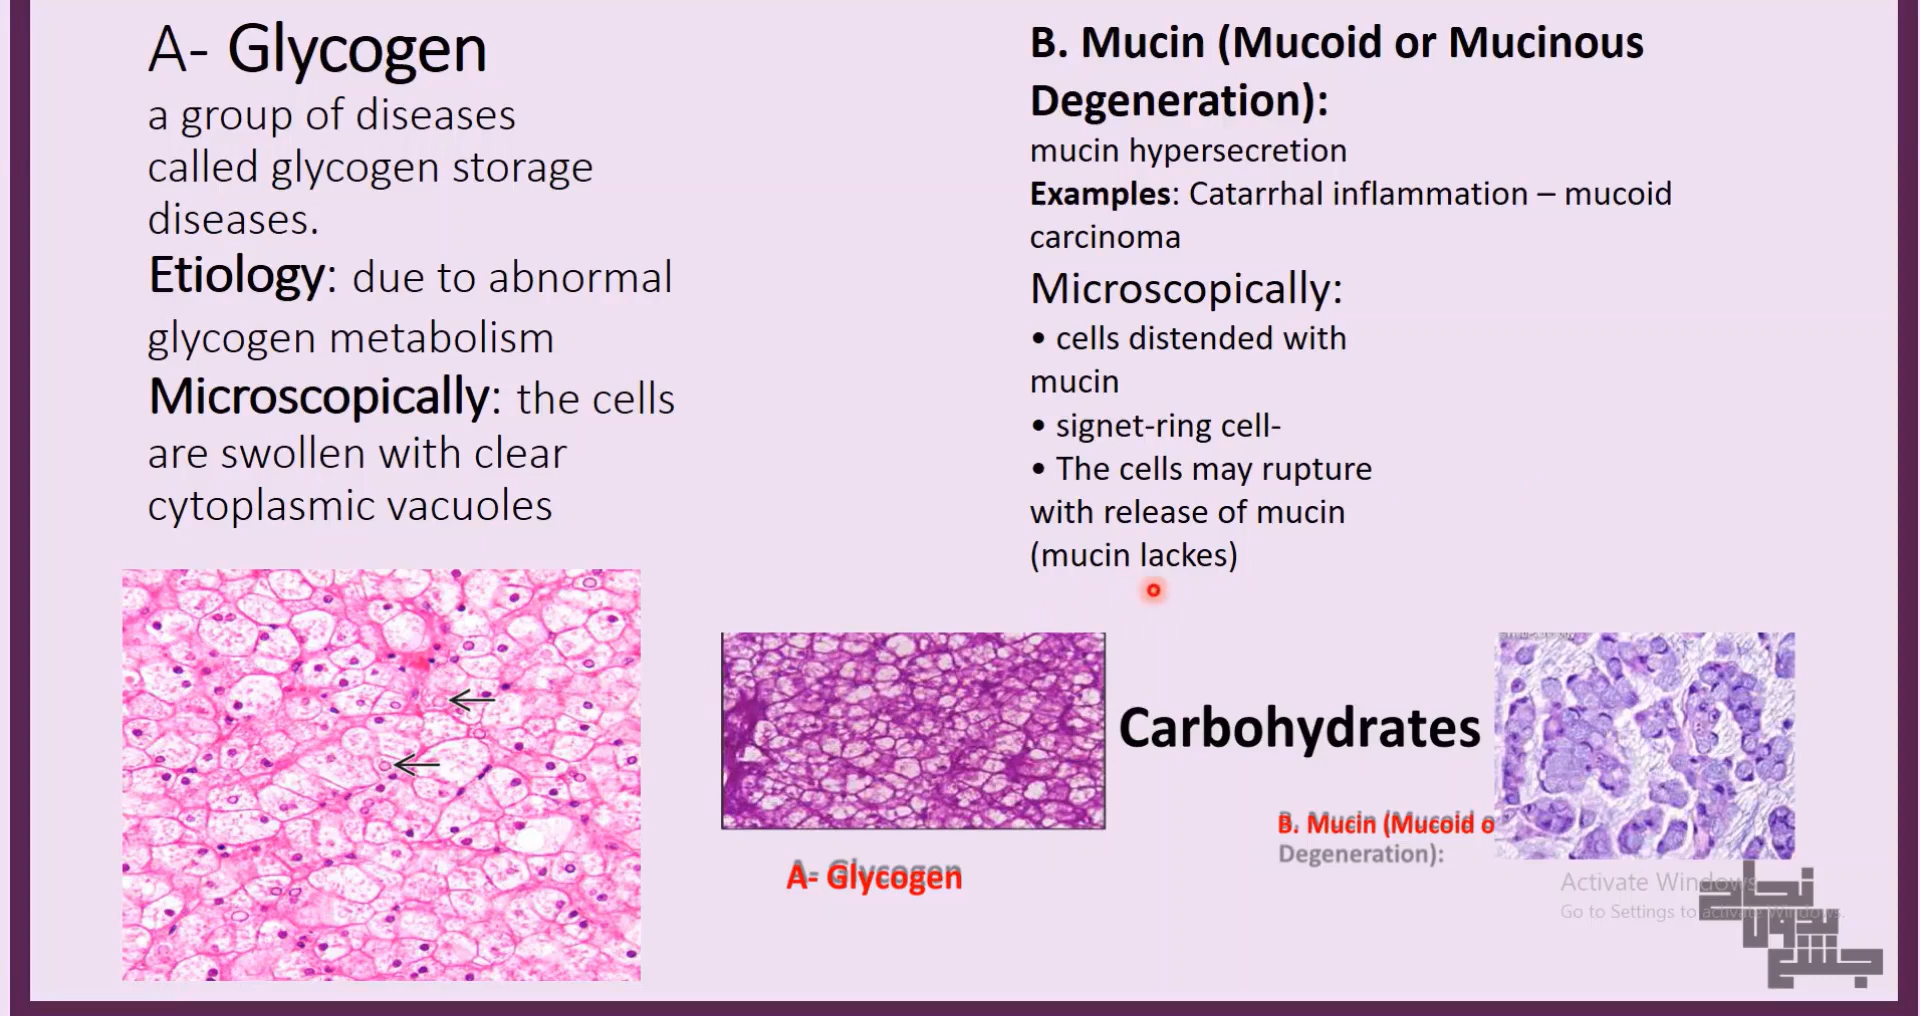 A- Glycogen
a group of diseases
called glycogen storage
diseases.
Etiology: due to abnormal
glycogen metabolism
Microscopically: the cells
are swollen with clear
cytoplasmic vacuoles
B. Mucin (Mucoid or Mucinous
Degeneration):
mucin hypersecretion
Examples: Catarrhal inflammation – mucoid
carcinoma
Microscopically:
• cells distended with
mucin
• signet-ring cell-
• The cells may rupture
with release of mucin
(mucin lackes)
Carbohydrates
A- Glycogen
B. Mucin (Mucoid o
Degeneration):
Activate Windows
Go to Settings to activate Windows.
نجاح
بدون